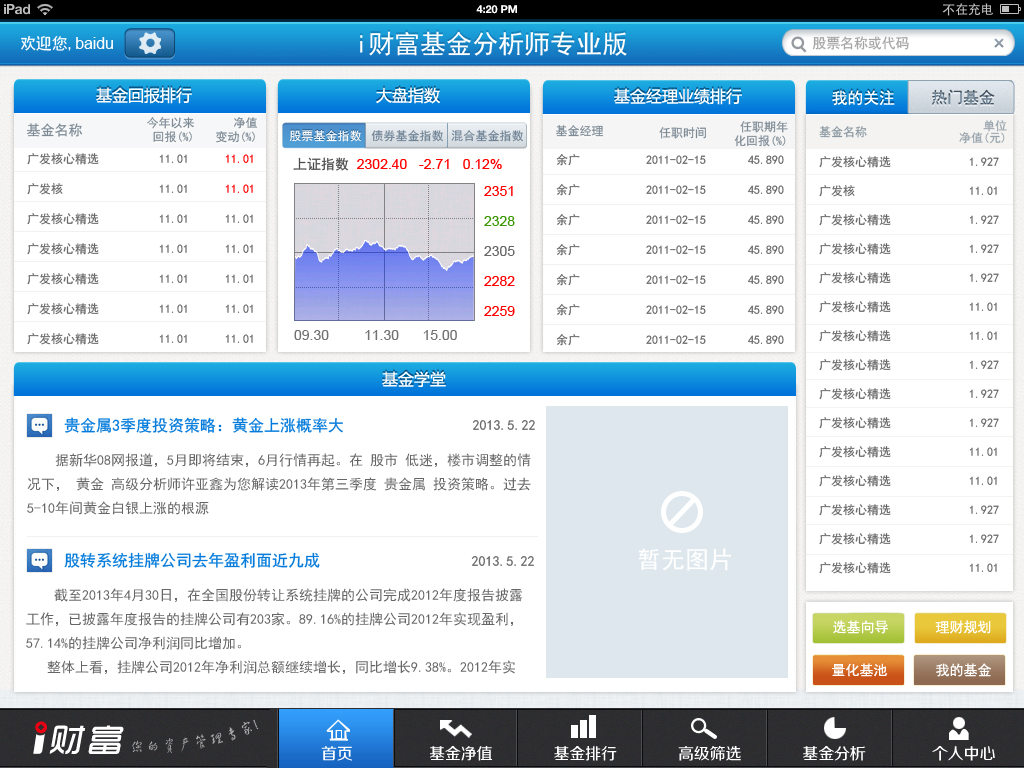 iPad 4:20 PM 不在充电
欢迎您, baidu
i财富基金分析师专业版
股票名称或代码
基金回报排行
基金名称 今年以来回报(%) 净值变动(%)
广发核心精选 11.01 11.01
广发核 11.01 11.01
广发核心精选 11.01 11.01
广发核心精选 11.01 11.01
广发核心精选 11.01 11.01
广发核心精选 11.01 11.01
广发核心精选 11.01 11.01
大盘指数
股票基金指数 债券基金指数 混合基金指数
上证指数 2302.40 -2.71 0.12%
2351
2328
2305
2282
2259
09.30 11.30 15.00
基金经理业绩排行
基金经理 任职时间 任职期年化回报(%)
余广 2011-02-15 45.890
余广 2011-02-15 45.890
余广 2011-02-15 45.890
余广 2011-02-15 45.890
余广 2011-02-15 45.890
余广 2011-02-15 45.890
余广 2011-02-15 45.890
我的关注 热门基金
基金名称 单位净值(元)
广发核心精选 1.927
广发核 11.01
广发核心精选 1.927
广发核心精选 1.927
广发核心精选 1.927
广发核心精选 11.01
广发核心精选 11.01
广发核心精选 1.927
广发核心精选 1.927
广发核心精选 1.927
广发核心精选 11.01
广发核心精选 11.01
广发核心精选 1.927
广发核心精选 1.927
广发核心精选 11.01
基金学堂
贵金属3季度投资策略：黄金上涨概率大 2013.5.22
据新华08网报道，5月即将结束，6月行情再起。在 股市 低迷，楼市调整的情
况下， 黄金 高级分析师许亚鑫为您解读2013年第三季度 贵金属 投资策略。过去
5-10年间黄金白银上涨的根源
股转系统挂牌公司去年盈利面近九成 2013.5.22
截至2013年4月30日，在全国股份转让系统挂牌的公司完成2012年度报告披露
工作，已披露年度报告的挂牌公司有203家。89.16%的挂牌公司2012年实现盈利，
57.14%的挂牌公司净利润同比增加。
整体上看，挂牌公司2012年净利润总额继续增长，同比增长9.38%。2012年实
暂无图片
选基向导 理财规划
量化基池 我的基金
i财富 你的资产管理专家!
首页 基金净值 基金排行 高级筛选 基金分析 个人中心